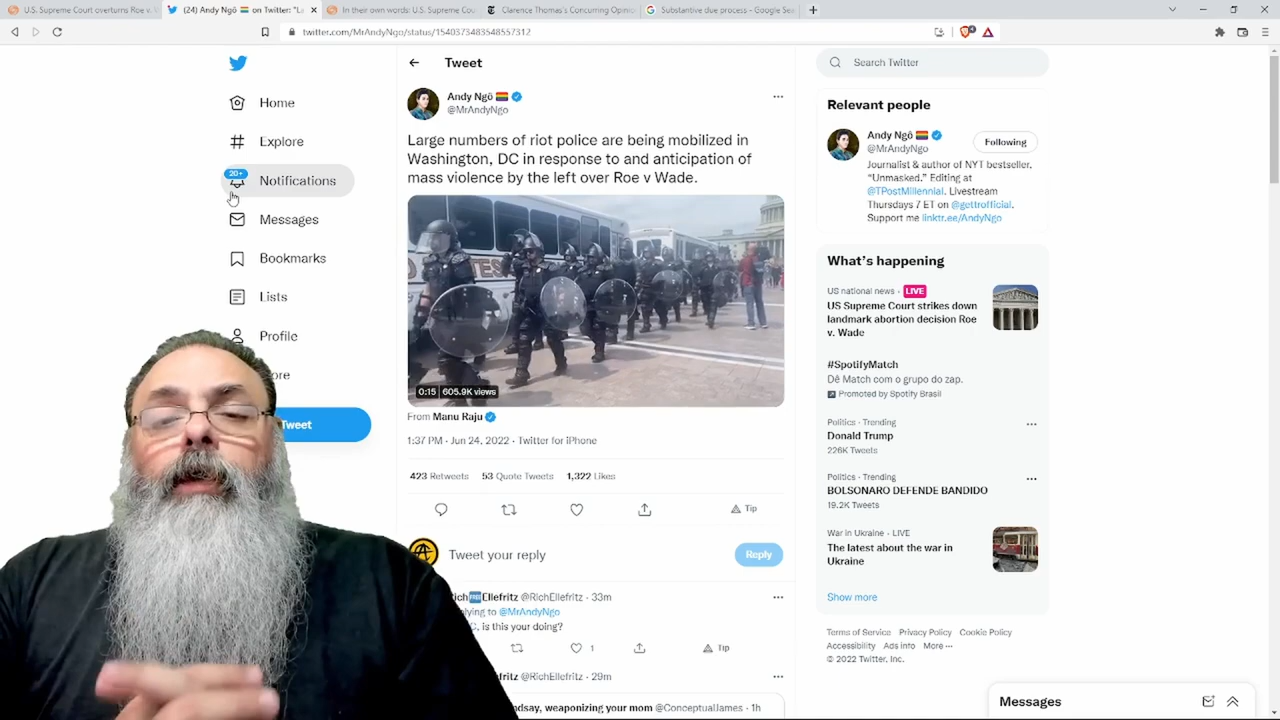 U.S. Supreme Court overturns Roe v. W
(24) Andy Ngô on Twitter: "La
In their own words: U.S. Supreme Cou
Clarence Thomas's Concurring Opinio
Substantive due process - Google Sea
twitter.com/MrAndyNgo/status/1540373483548557312
Home
Explore
20+
Notifications
Messages
Bookmarks
Lists
Profile
ore
Tweet
Tweet
Andy Ngô
@MrAndyNgo
Large numbers of riot police are being mobilized in
Washington, DC in response to and anticipation of
mass violence by the left over Roe v Wade.
0:15 605.9K views
From Manu Raju
1:37 PM · Jun 24, 2022 · Twitter for iPhone
423 Retweets 53 Quote Tweets 1,322 Likes
Tip
Tweet your reply
Reply
Ellefritz @RichEllefritz · 33m
lying to @MrAndyNgo
C, is this your doing?
1
Tip
fritz @RichEllefritz · 29m
ndsay, weaponizing your mom @ConceptualJames · 1h
Search Twitter
Relevant people
Andy Ngô
@MrAndyNgo
Following
Journalist & author of NYT bestseller,
"Unmasked." Editing at
@TPostMillennial. Livestream
Thursdays 7 ET on @gettrofficial.
Support me linktr.ee/AndyNgo
What's happening
US national news · LIVE
US Supreme Court strikes down
landmark abortion decision Roe
v. Wade
#SpotifyMatch
Dê Match com o grupo do zap.
Promoted by Spotify Brasil
Politics · Trending
Donald Trump
226K Tweets
Politics · Trending
BOLSONARO DEFENDE BANDIDO
19.2K Tweets
War in Ukraine · LIVE
The latest about the war in
Ukraine
Show more
Terms of Service Privacy Policy Cookie Policy
Accessibility Ads info More ···
© 2022 Twitter, Inc.
Messages